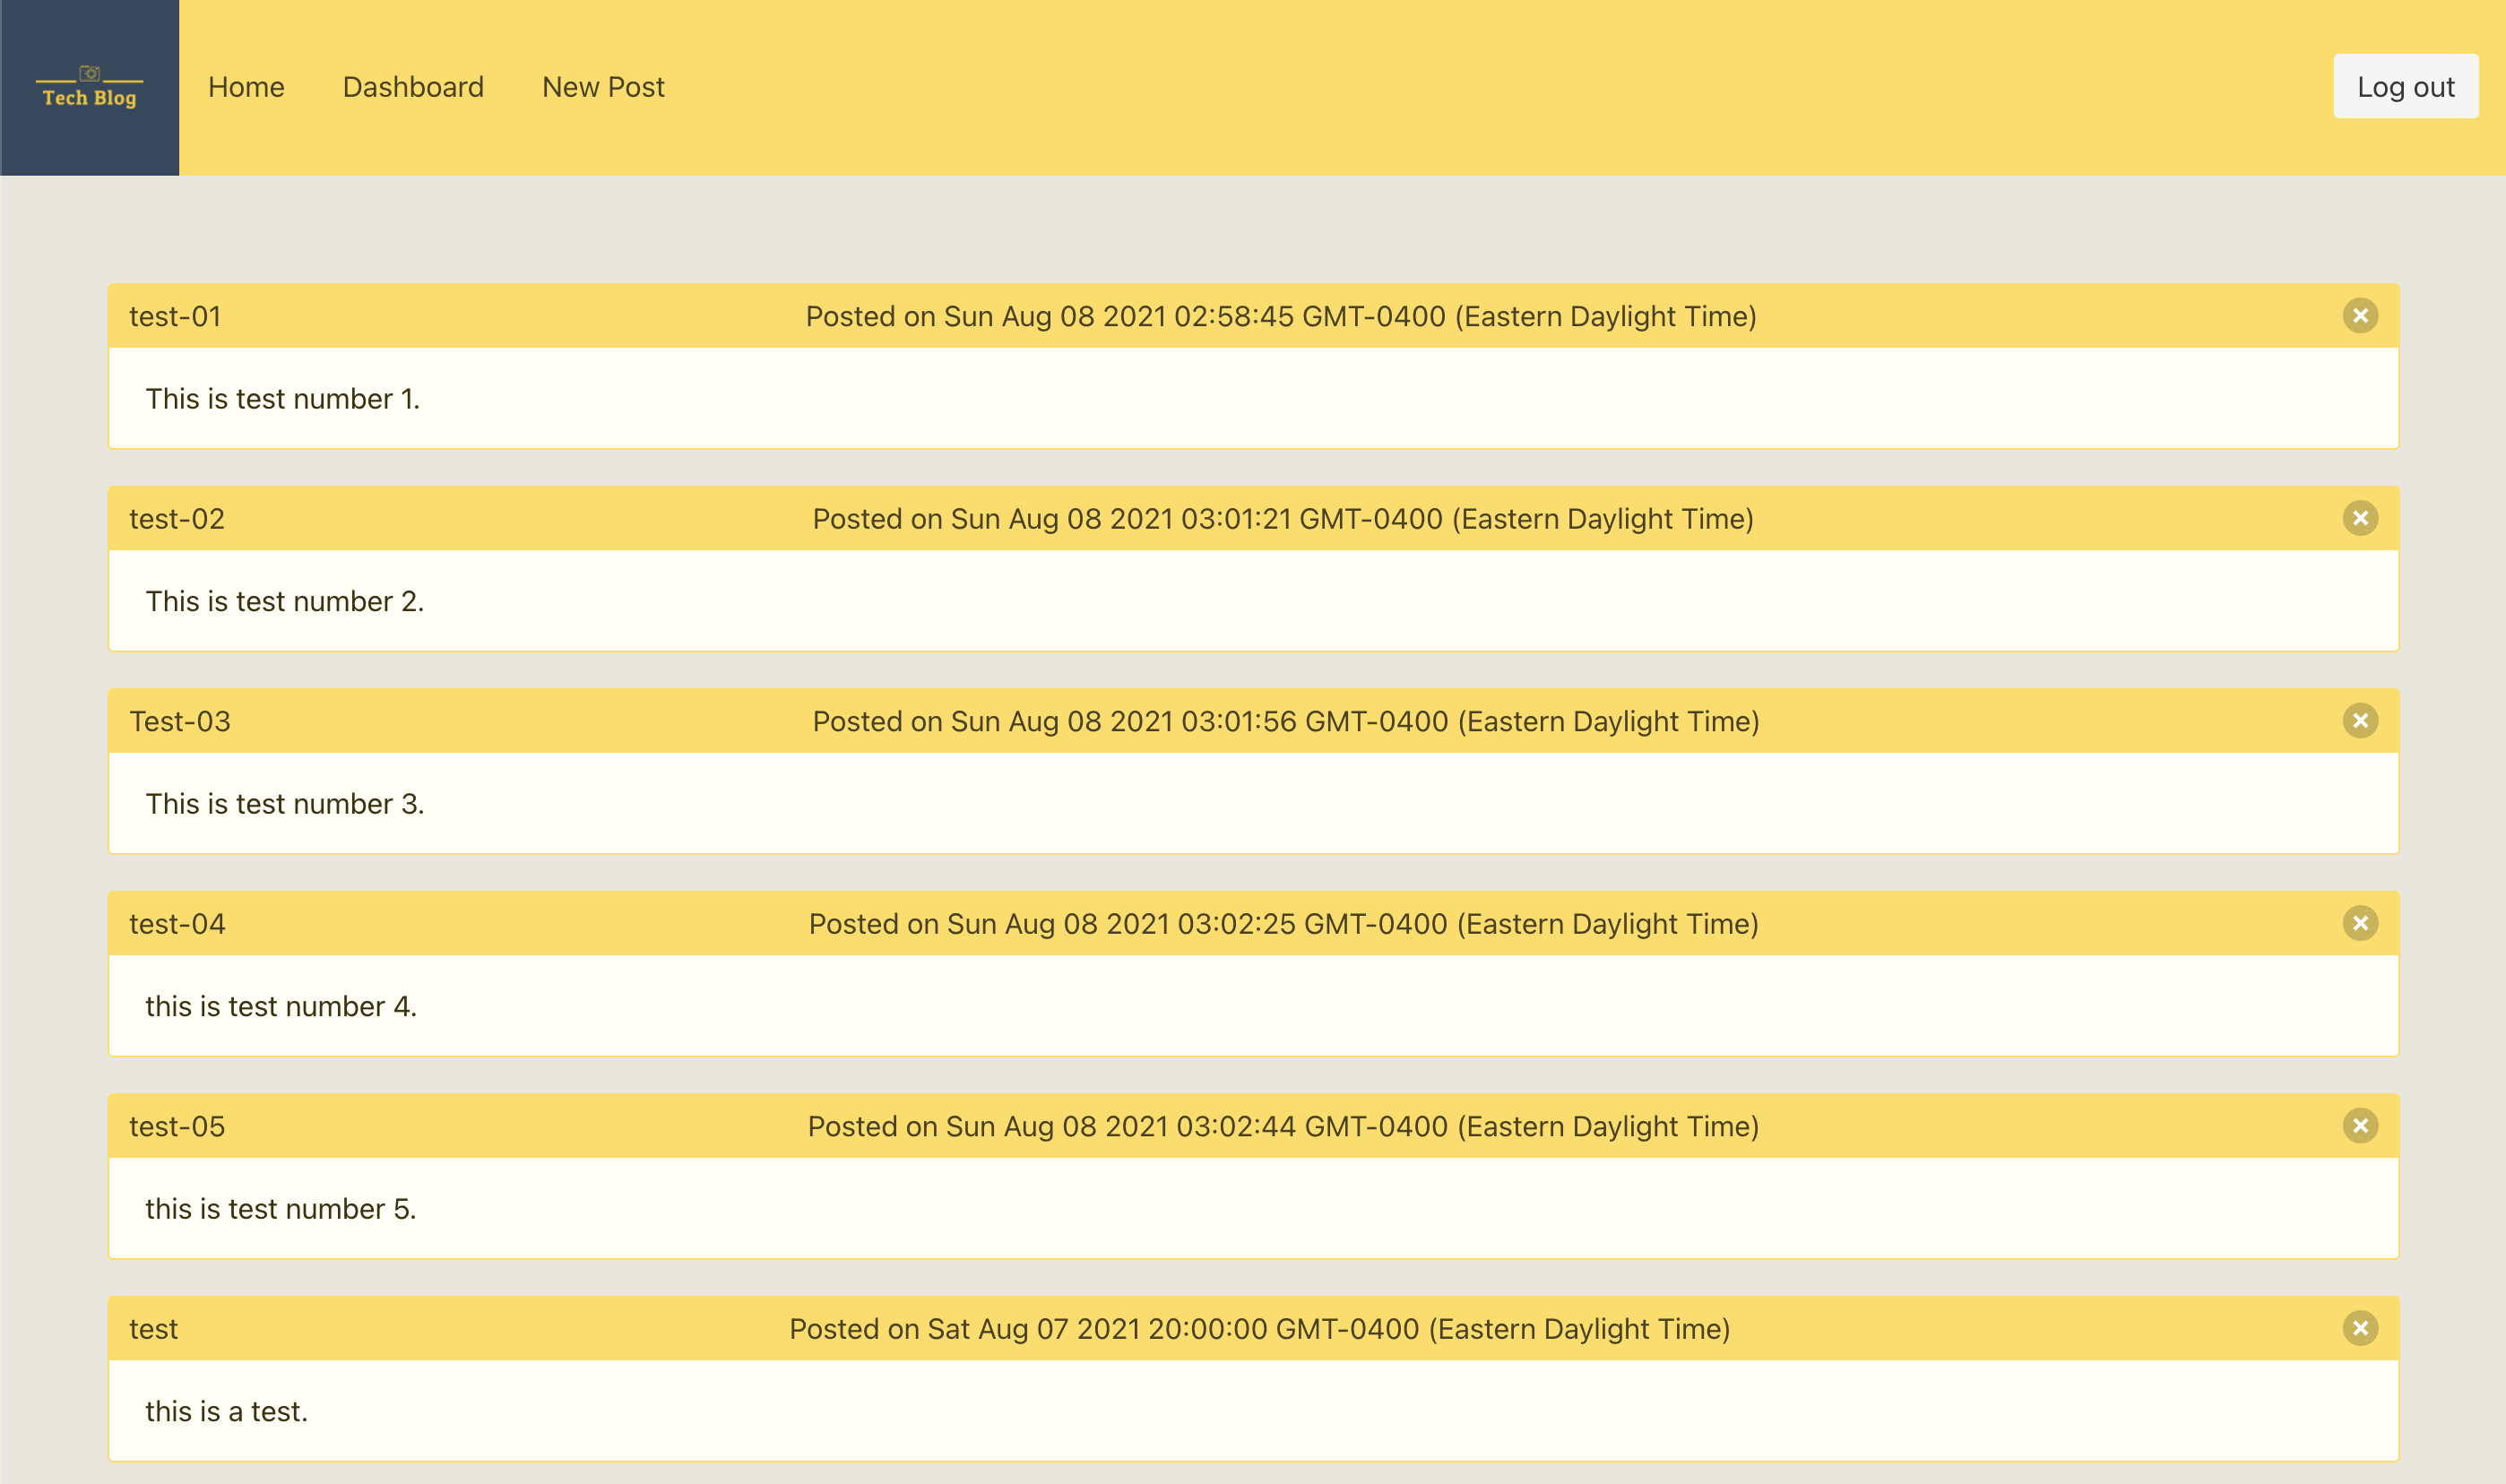 Tech Blog
Home Dashboard New Post Log out
test-01 Posted on Sun Aug 08 2021 02:58:45 GMT-0400 (Eastern Daylight Time)
This is test number 1.
test-02 Posted on Sun Aug 08 2021 03:01:21 GMT-0400 (Eastern Daylight Time)
This is test number 2.
Test-03 Posted on Sun Aug 08 2021 03:01:56 GMT-0400 (Eastern Daylight Time)
This is test number 3.
test-04 Posted on Sun Aug 08 2021 03:02:25 GMT-0400 (Eastern Daylight Time)
this is test number 4.
test-05 Posted on Sun Aug 08 2021 03:02:44 GMT-0400 (Eastern Daylight Time)
this is test number 5.
test Posted on Sat Aug 07 2021 20:00:00 GMT-0400 (Eastern Daylight Time)
this is a test.